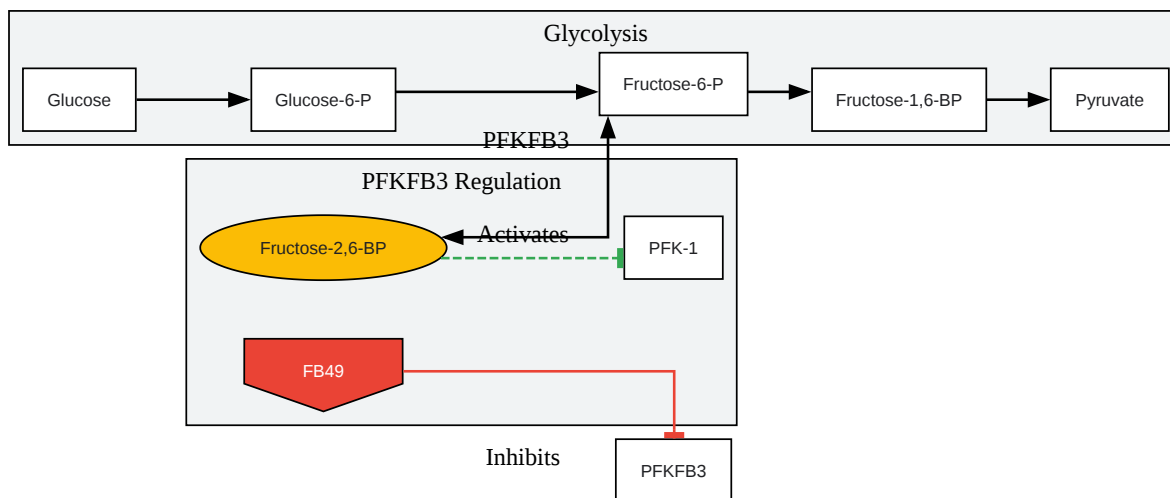 Glycolysis
Glucose
Glucose-6-P
Fructose-6-P
Fructose-1,6-BP
Pyruvate
PFKFB3
PFKFB3 Regulation
Fructose-2,6-BP
Activates
PFK-1
FB49
Inhibits
PFKFB3